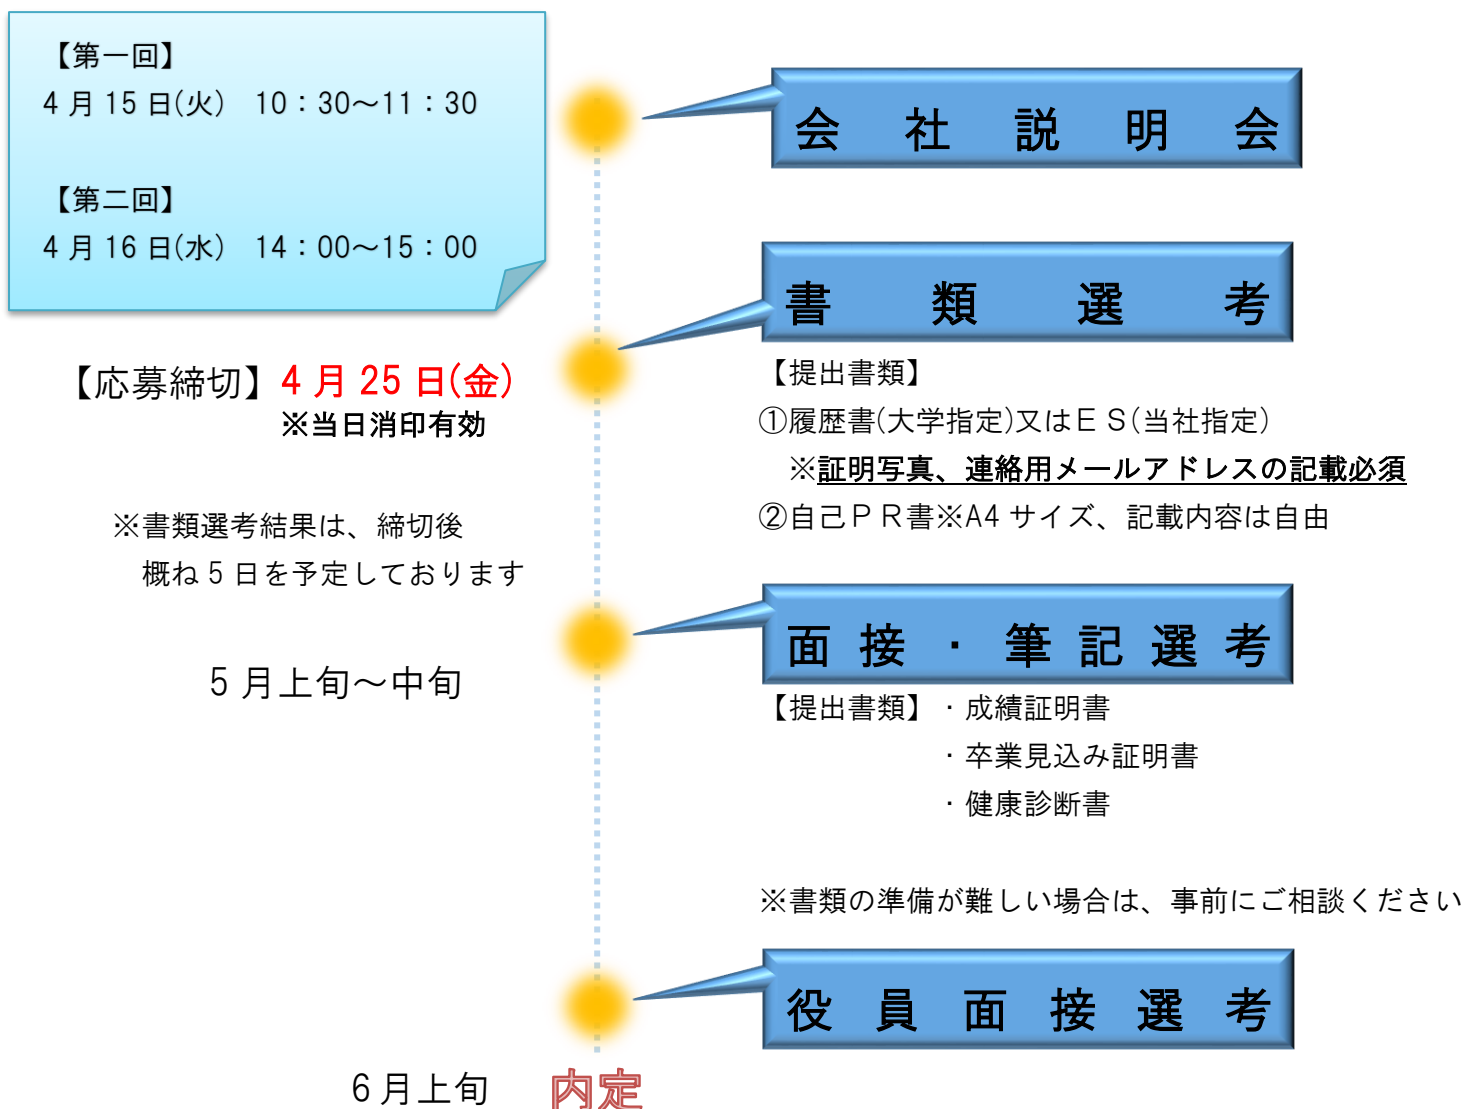 【第一回】
4月15日(火) 10：30～11：30
【第二回】
4月16日(水) 14：00～15：00
会社説明会
書類選考
【応募締切】4月25日(金)
※当日消印有効
※書類選考結果は、締切後
概ね5日を予定しております
【提出書類】
①履歴書(大学指定)又はＥＳ(当社指定)
※証明写真、連絡用メールアドレスの記載必須
②自己ＰＲ書※A4サイズ、記載内容は自由
面接・筆記選考
5月上旬～中旬
【提出書類】・成績証明書
・卒業見込み証明書
・健康診断書
※書類の準備が難しい場合は、事前にご相談ください
役員面接選考
6月上旬 内定